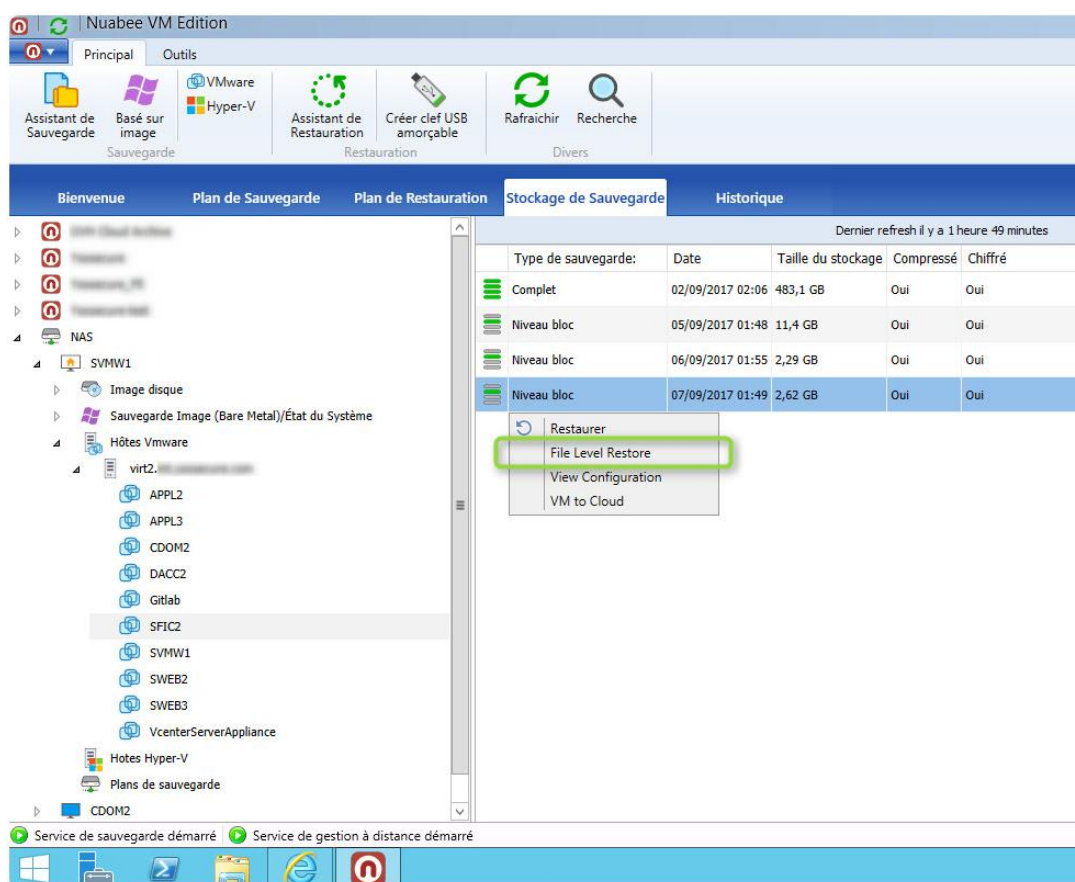 Nuabee VM Edition
Principal Outils
Assistant de Sauvegarde
Basé sur image
VMware
Hyper-V
Assistant de Restauration
Créer clef USB amorçable
Rafraichir Recherche
Sauvegarde Restauration Divers
Bienvenue Plan de Sauvegarde Plan de Restauration Stockage de Sauvegarde Historique
Dernier refresh il y a 1 heure 49 minutes
Type de sauvegarde: Date Taille du stockage Compressé Chiffré
Complet 02/09/2017 02:06 483,1 GB Oui Oui
Niveau bloc 05/09/2017 01:48 11,4 GB Oui Oui
Niveau bloc 06/09/2017 01:55 2,29 GB Oui Oui
Niveau bloc 07/09/2017 01:49 2,62 GB Oui Oui
Restaurer
File Level Restore
View Configuration
VM to Cloud
NAS
SVMW1
Image disque
Sauvegarde Image (Bare Metal)/État du Système
Hôtes Vmware
virt2.
APPL2
APPL3
CDOM2
DACC2
Gitlab
SFIC2
SVMW1
SWEB2
SWEB3
VcenterServerAppliance
Hotes Hyper-V
Plans de sauvegarde
CDOM2
Service de sauvegarde démarré Service de gestion à distance démarré